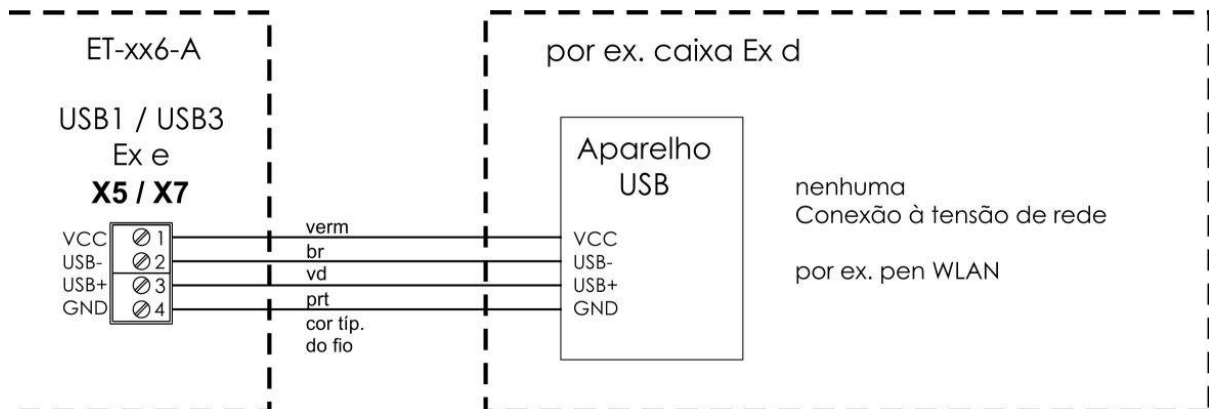 ET-xx6-A
USB1 / USB3
Ex e
X5 / X7
VCC 1
USB- 2
USB+ 3
GND 4
verm
br
vd
prt
cor típ.
do fio
por ex. caixa Ex d
Aparelho
USB
VCC
USB-
USB+
GND
nenhuma
Conexão à tensão de rede
por ex. pen WLAN